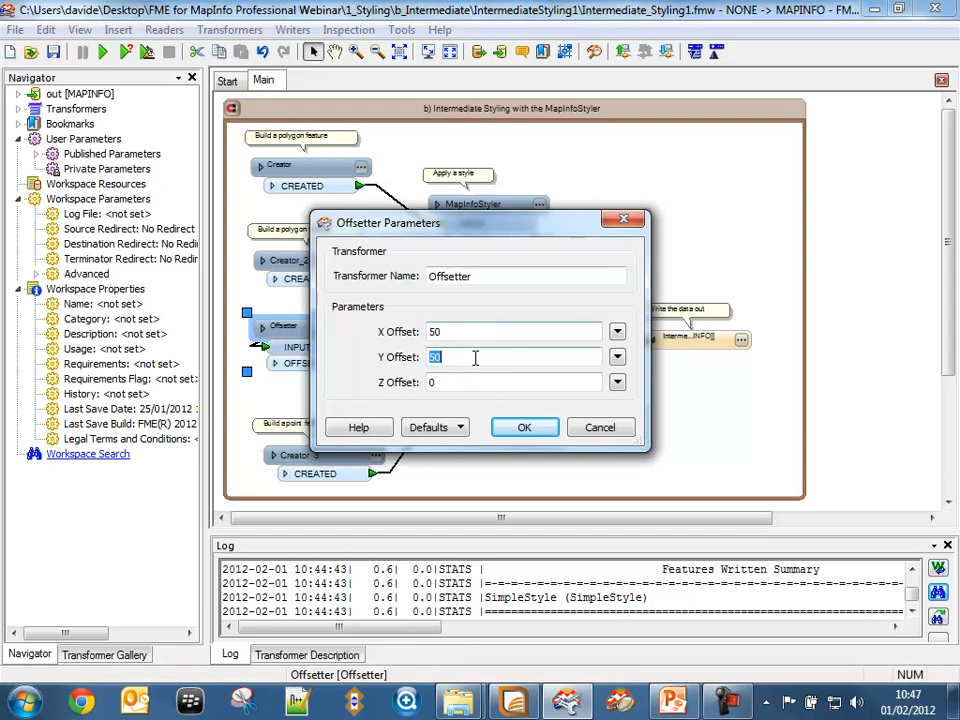 C:\Users\davide\Desktop\FME for MapInfo Professional Webinar\1_Styling\b_Intermediate\IntermediateStyling1\Intermediate_Styling1.fmw - NONE -> MAPINFO - FM...
File Edit View Insert Readers Transformers Writers Inspection Tools Help
Navigator
Start Main
out [MAPINFO]
Transformers
Bookmarks
User Parameters
Published Parameters
Private Parameters
Workspace Resources
Workspace Parameters
Log File: <not set>
Source Redirect: No Redire
Destination Redirect: No Redi
Terminator Redirect: No Redir
Advanced
Workspace Properties
Name: <not set>
Category: <not set>
Description: <not set>
Usage: <not set>
Requirements: <not set>
Requirements Flag: <not set>
History: <not set>
Last Save Date: 25/01/2012
Last Save Build: FME(R) 2012
Legal Terms and Conditions: <
Workspace Search
b) Intermediate Styling with the MapInfoStyler
Build a polygon feature
Creator
CREATED
Apply a style
MapInfoStyler
Build a polygon
Creator_2
CREA
Offsetter
INPUT
OFFS
Write the data out
Interme...INFO]]
Build a point fe
Creator_3
CREATED
Offsetter Parameters
Transformer
Transformer Name: Offsetter
Parameters
X Offset: 50
Y Offset: 50
Z Offset: 0
Help Defaults OK Cancel
Log
2012-02-01 10:44:43| 0.6| 0.0|STATS | Features Written Summary
2012-02-01 10:44:43| 0.6| 0.0|STATS |=-=-=-=-=-=-=-=-=-=-=-=-=-=-=-=-=-=-=-=-=-=-=-=-=-=-=-
2012-02-01 10:44:43| 0.6| 0.0|STATS |SimpleStyle (SimpleStyle)
2012-02-01 10:44:43| 0.6| 0.0|STATS |======================================================
Navigator Transformer Gallery
Log Transformer Description
Offsetter [Offsetter]
NUM
10:47
01/02/2012